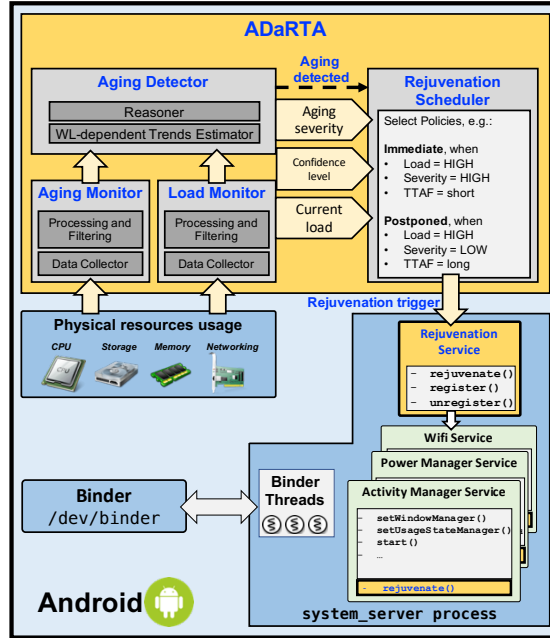 ADaRTA
Aging Detector
Reasoner
WL-dependent Trends Estimator
Aging
detected
Rejuvenation
Scheduler
Select Policies, e.g.:
Immediate, when
• Load = HIGH
• Severity = HIGH
• TTAF = short
Postponed, when
• Load = HIGH
• Severity = LOW
• TTAF = long
Aging
severity
Confidence
level
Current
load
Aging Monitor
Processing and
Filtering
Data Collector
Load Monitor
Processing and
Filtering
Data Collector
Rejuvenation trigger
Physical resources usage
CPU
Storage
Memory
Networking
Rejuvenation
Service
- rejuvenate()
- register()
- unregister()
Wifi Service
Power Manager Service
Activity Manager Service
- setWindowManager()
- setUsageStateManager()
- start()
- …
- rejuvenate()
Binder
/dev/binder
Binder
Threads
Android
system_server process